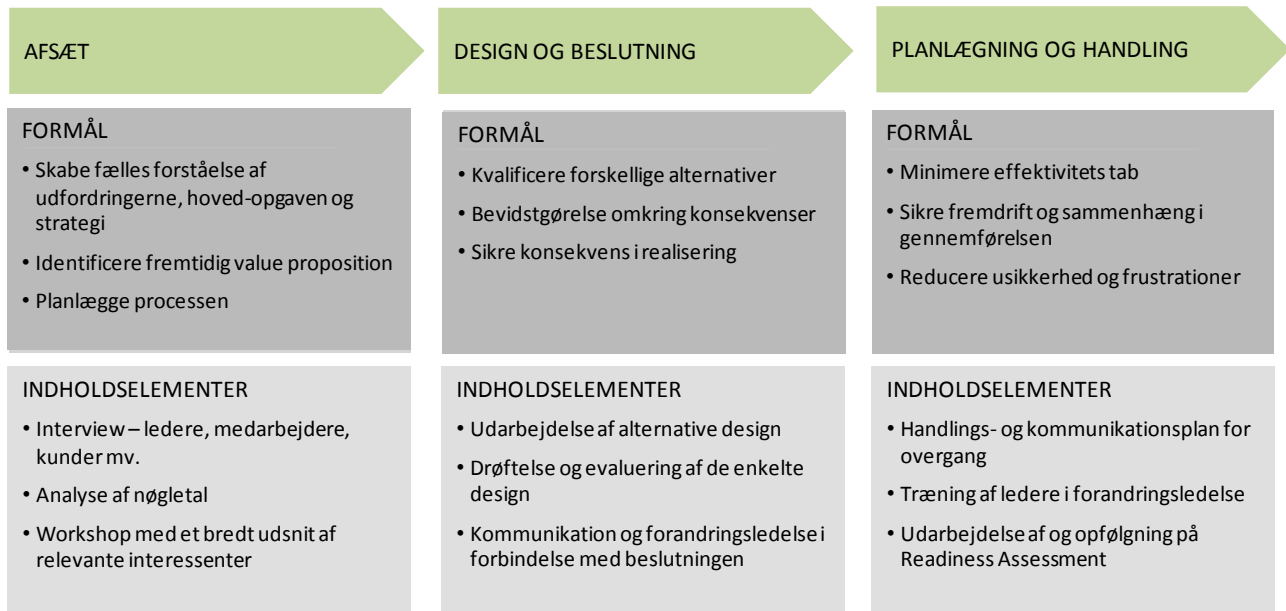 AFSÆT
FORMÅL
• Skabe fælles forståelse af
udfordringerne, hoved-opgaven og
strategi
• Identificere fremtidig value proposition
• Planlægge processen
INDHOLDSELEMENTER
• Interview – ledere, medarbejdere,
kunder mv.
• Analyse af nøgletal
• Workshop med et bredt udsnit af
relevante interessenter
DESIGN OG BESLUTNING
FORMÅL
• Kvalificere forskellige alternativer
• Bevidstgørelse omkring konsekvenser
• Sikre konsekvens i realisering
INDHOLDSELEMENTER
• Udarbejdelse af alternative design
• Drøftelse og evaluering af de enkelte
design
• Kommunikation og forandringsledelse i
forbindelse med beslutningen
PLANLÆGNING OG HANDLING
FORMÅL
• Minimere effektivitets tab
• Sikre fremdrift og sammenhæng i
gennemførelsen
• Reducere usikkerhed og frustrationer
INDHOLDSELEMENTER
• Handlings- og kommunikationsplan for
overgang
• Træning af ledere i forandringsledelse
• Udarbejdelse af og opfølgning på
Readiness Assessment